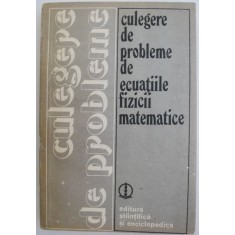 culegere
de probleme
culegere
de
probleme
de
ecuațiile
fizicii
matematice
editura
științifică
și enciclopedică